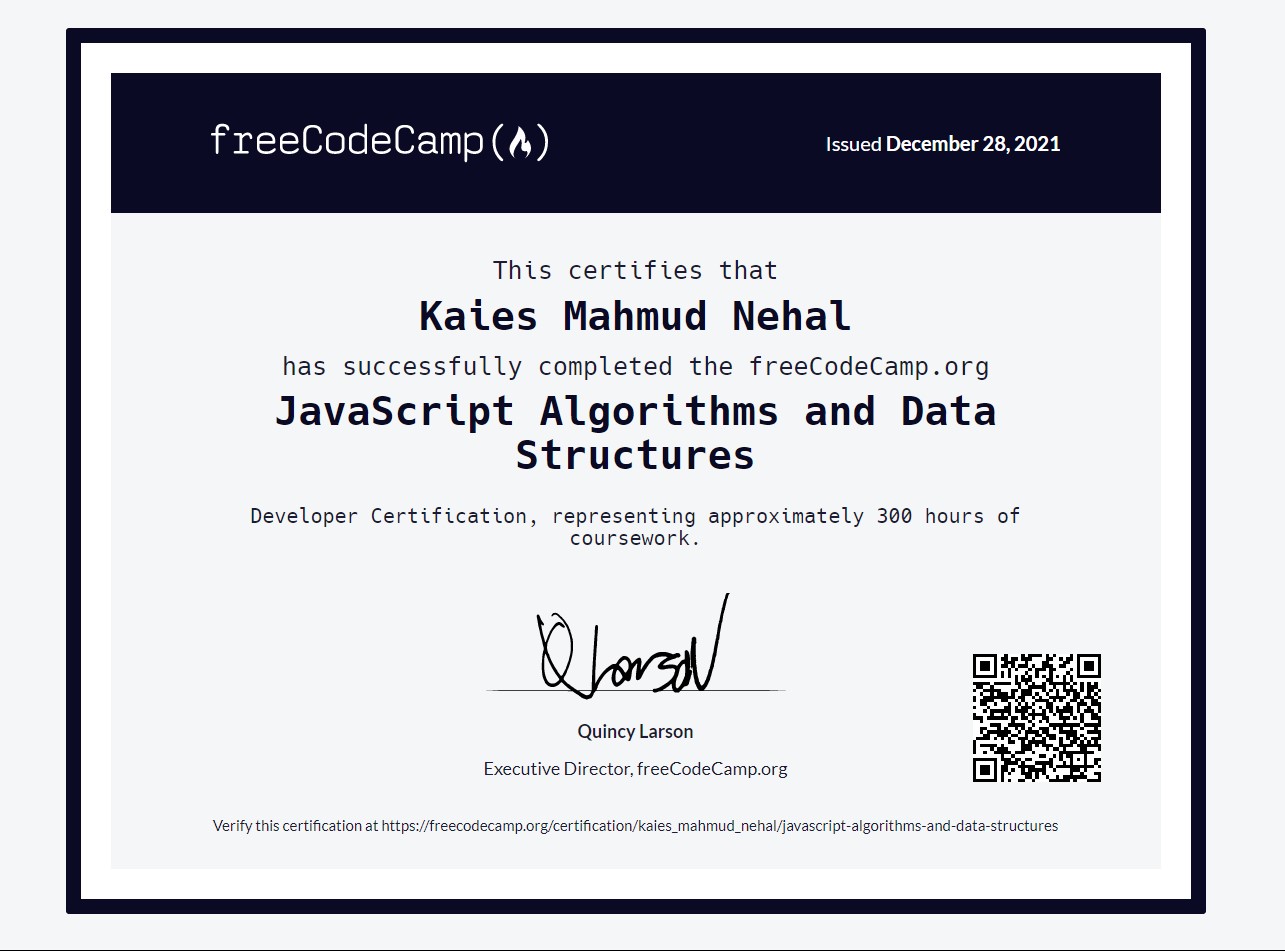 freeCodeCamp(🔥)
Issued December 28, 2021
This certifies that
Kaies Mahmud Nehal
has successfully completed the freeCodeCamp.org
JavaScript Algorithms and Data
Structures
Developer Certification, representing approximately 300 hours of
coursework.
QLarson
Quincy Larson
Executive Director, freeCodeCamp.org
Verify this certification at https://freecodecamp.org/certification/kaies_mahmud_nehal/javascript-algorithms-and-data-structures